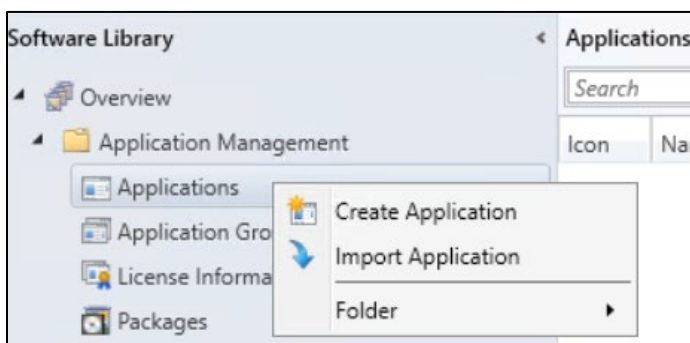 Software Library
Applications
Overview
Search
Application Management
Icon
Na
Applications
Create Application
Application Gro
Import Application
License Informa
Folder
Packages